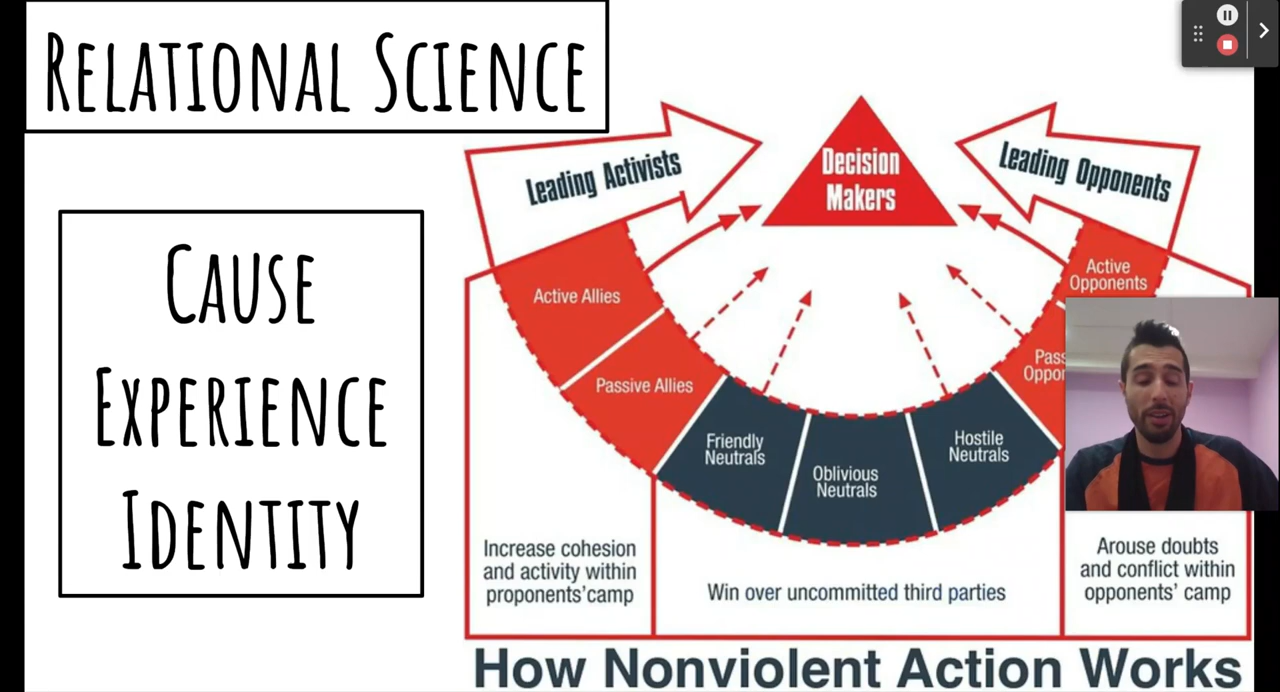 Relational Science
Cause
Experience
Identity
Leading Activists
Decision
Makers
Leading Opponents
Active Allies
Passive Allies
Friendly
Neutrals
Oblivious
Neutrals
Hostile
Neutrals
Active
Opponents
Increase cohesion
and activity within
proponents' camp
Win over uncommitted third parties
Arouse doubts
and conflict within
opponents' camp
How Nonviolent Action Works